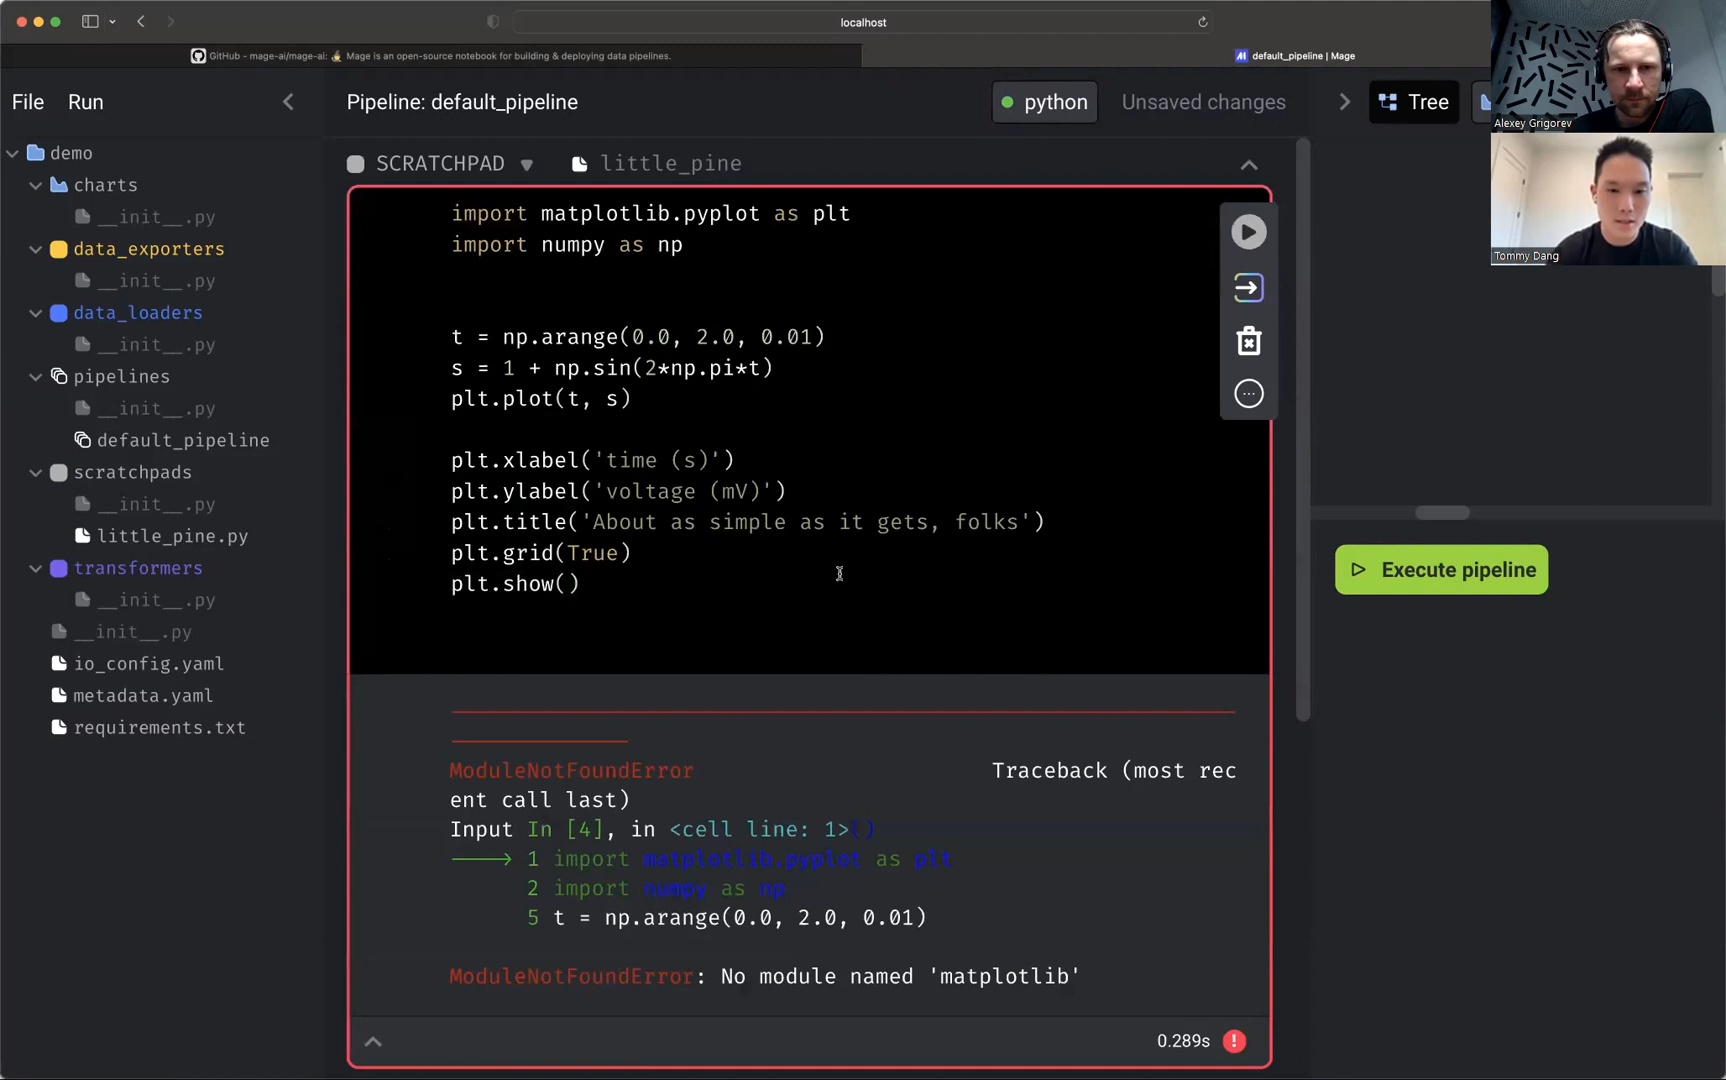 localhost
GitHub - mage-ai/mage-ai: 🧙 Mage is an open-source notebook for building & deploying data pipelines.
default_pipeline | Mage
File Run
Pipeline: default_pipeline
python
Unsaved changes
Tree
Alexey Grigorev
Tommy Dang
demo
charts
__init__.py
data_exporters
__init__.py
data_loaders
__init__.py
pipelines
__init__.py
default_pipeline
scratchpads
__init__.py
little_pine.py
transformers
__init__.py
__init__.py
io_config.yaml
metadata.yaml
requirements.txt
SCRATCHPAD little_pine
import matplotlib.pyplot as plt
import numpy as np
t = np.arange(0.0, 2.0, 0.01)
s = 1 + np.sin(2*np.pi*t)
plt.plot(t, s)
plt.xlabel('time (s)')
plt.ylabel('voltage (mV)')
plt.title('About as simple as it gets, folks')
plt.grid(True)
plt.show()
ModuleNotFoundError Traceback (most rec
ent call last)
Input In [4], in <cell line: 1>()
1 import matplotlib.pyplot as plt
2 import numpy as np
5 t = np.arange(0.0, 2.0, 0.01)
ModuleNotFoundError: No module named 'matplotlib'
0.289s
Execute pipeline